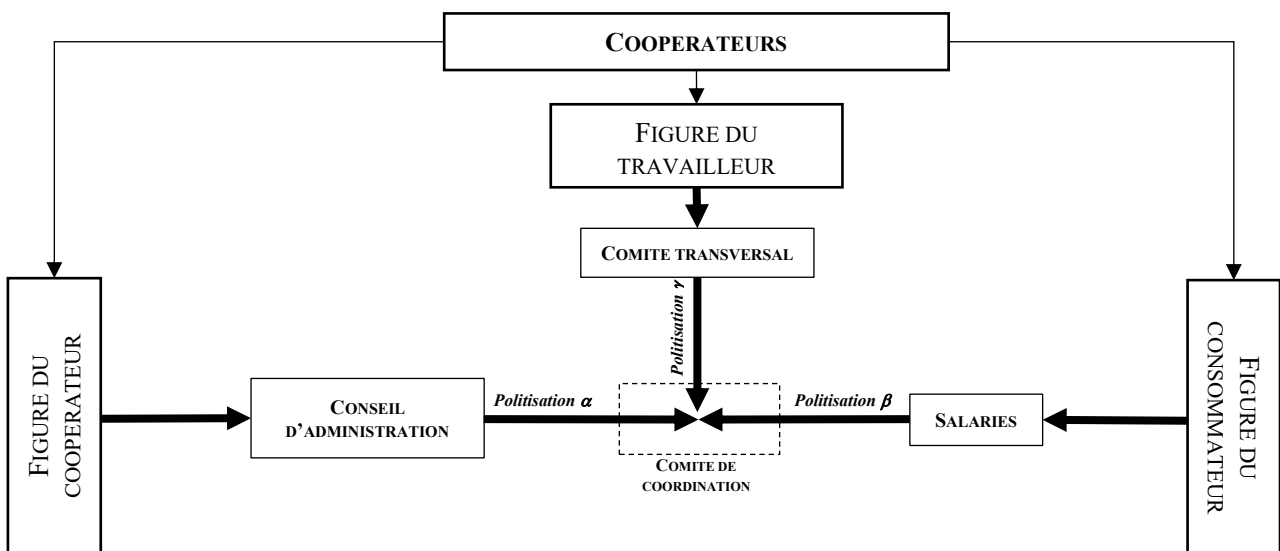 COOPERATEURS
FIGURE DU
TRAVAILLEUR
COMITE TRANSVERSAL
Politisation γ
FIGURE DU
COOPERATEUR
CONSEIL
D'ADMINISTRATION
Politisation α
COMITE DE
COORDINATION
Politisation β
SALARIES
FIGURE DU
CONSOMMATEUR